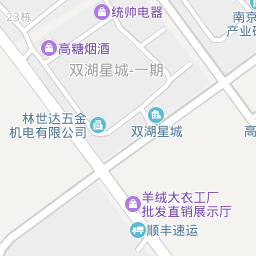 23栋
统帅电器
南京
产业研
高糖烟酒
双湖星城-一期
林世达五金
机电有限公司
双湖星城
羊绒大衣工厂
批发直销展示厅
顺丰速运